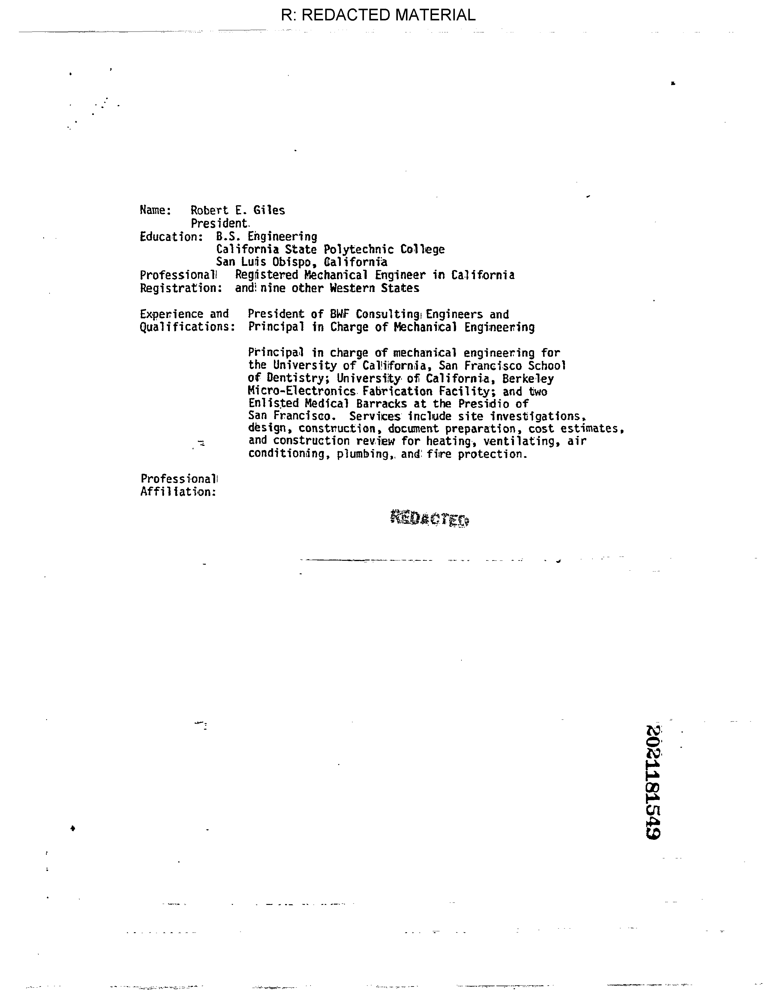 R: REDACTED MATERIAL
Name: Robert E. Giles
President
Education: B.S. Engineering
California State Polytechnic College
San Luis Obispo, California
Professional Registered Mechanical Engineer in California
Registration: and nine other Western States
Experience and President of BWF Consulting Engineers and
Qualifications: Principal in Charge of Mechanical Engineering
Principal in charge of mechanical engineering for
the University of California, San Francisco School
of Dentistry; University of California, Berkeley
Micro-Electronics Fabrication Facility; and two
Enlisted Medical Barracks at the Presidio of
San Francisco. Services include site investigations,
design, construction, document preparation, cost estimates,
and construction review for heating, ventilating, air
conditioning, plumbing, and fire protection.
Professional
Affiliation:
REDACTED
2021181549